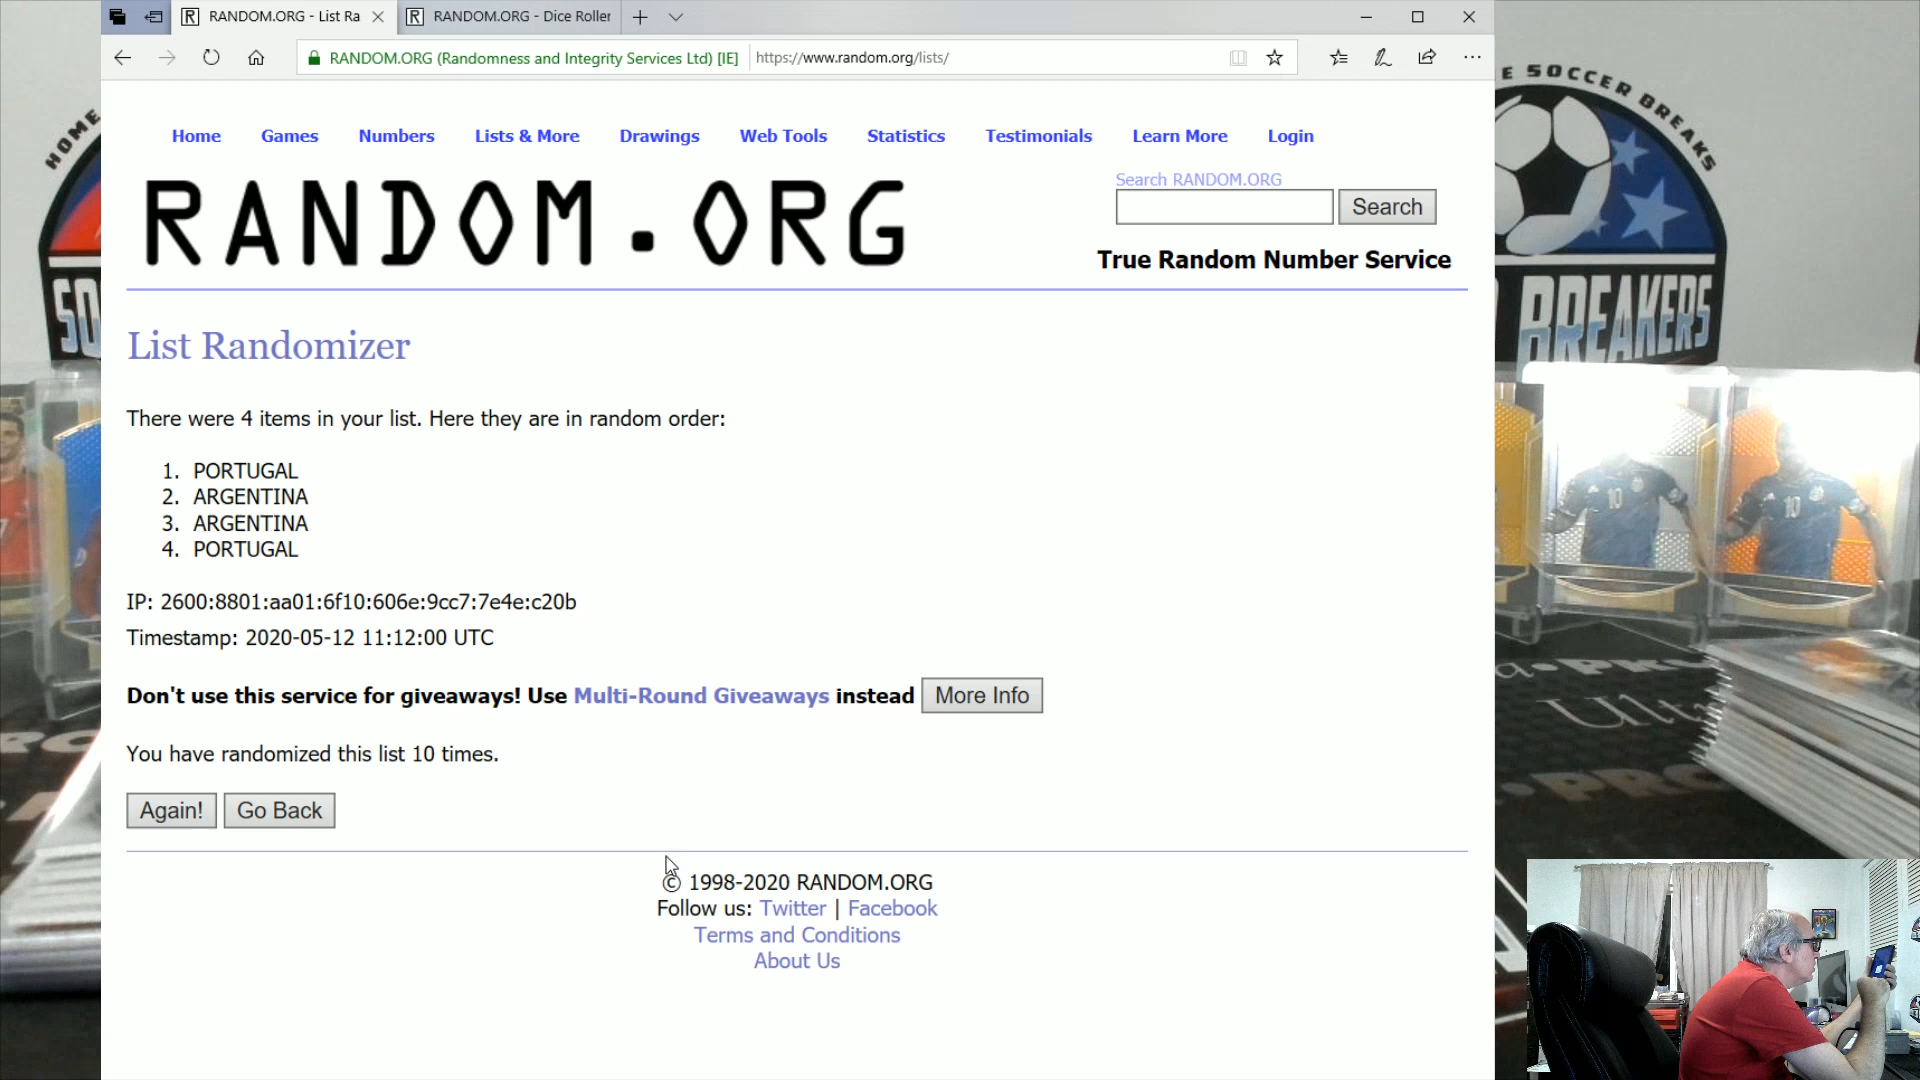 RANDOM.ORG - List Ra
RANDOM.ORG - Dice Roller
RANDOM.ORG (Randomness and Integrity Services Ltd) [IE]
https://www.random.org/lists/
Home Games Numbers Lists & More Drawings Web Tools Statistics Testimonials Learn More Login
RANDOM.ORG
Search RANDOM.ORG
Search
True Random Number Service
List Randomizer
There were 4 items in your list. Here they are in random order:
1. PORTUGAL
2. ARGENTINA
3. ARGENTINA
4. PORTUGAL
IP: 2600:8801:aa01:6f10:606e:9cc7:7e4e:c20b
Timestamp: 2020-05-12 11:12:00 UTC
Don't use this service for giveaways! Use Multi-Round Giveaways instead
More Info
You have randomized this list 10 times.
Again!
Go Back
© 1998-2020 RANDOM.ORG
Follow us: Twitter | Facebook
Terms and Conditions
About Us
HOME
SO
E SOCCER BREAKS
BREAKERS
10
10